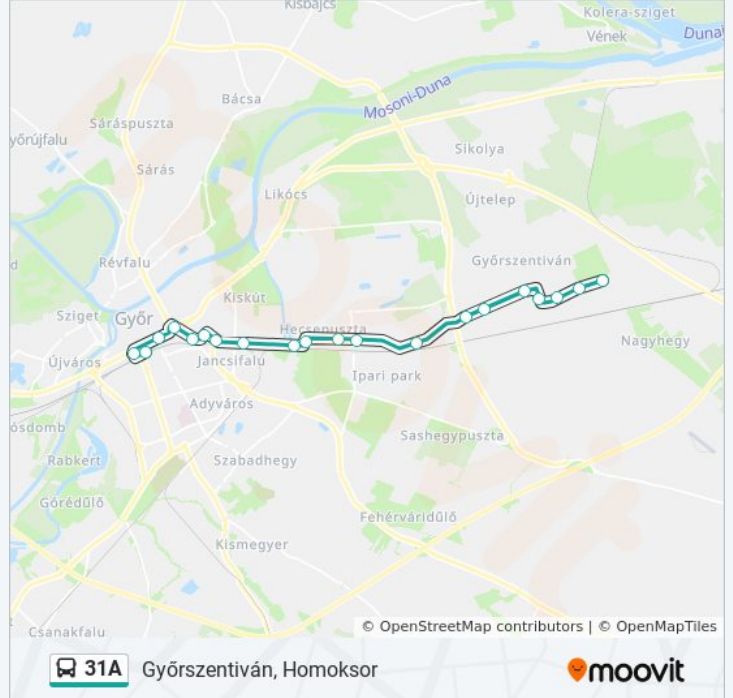 Kisbajcs
Kolera-sziget
Vének
Duna
Bácsa
Mosoni-Duna
Sáráspuszta
yőrújfalu
Sikolya
Sárás
Likócs
Újtelep
Révfalu
Győrszentiván
d
Kiskút
Sziget
Győr
Hecsepuszta
Nagyhegy
Újváros
Jancsifalu
Ipari park
Adyváros
ósdomb
Sashegypuszta
Rabkert
Szabadhegy
Górédűlő
Fehérváridűlő
Kismegyer
Csanakfalu
© OpenStreetMap contributors | © OpenMapTiles
31A
Győrszentiván, Homoksor
moovit